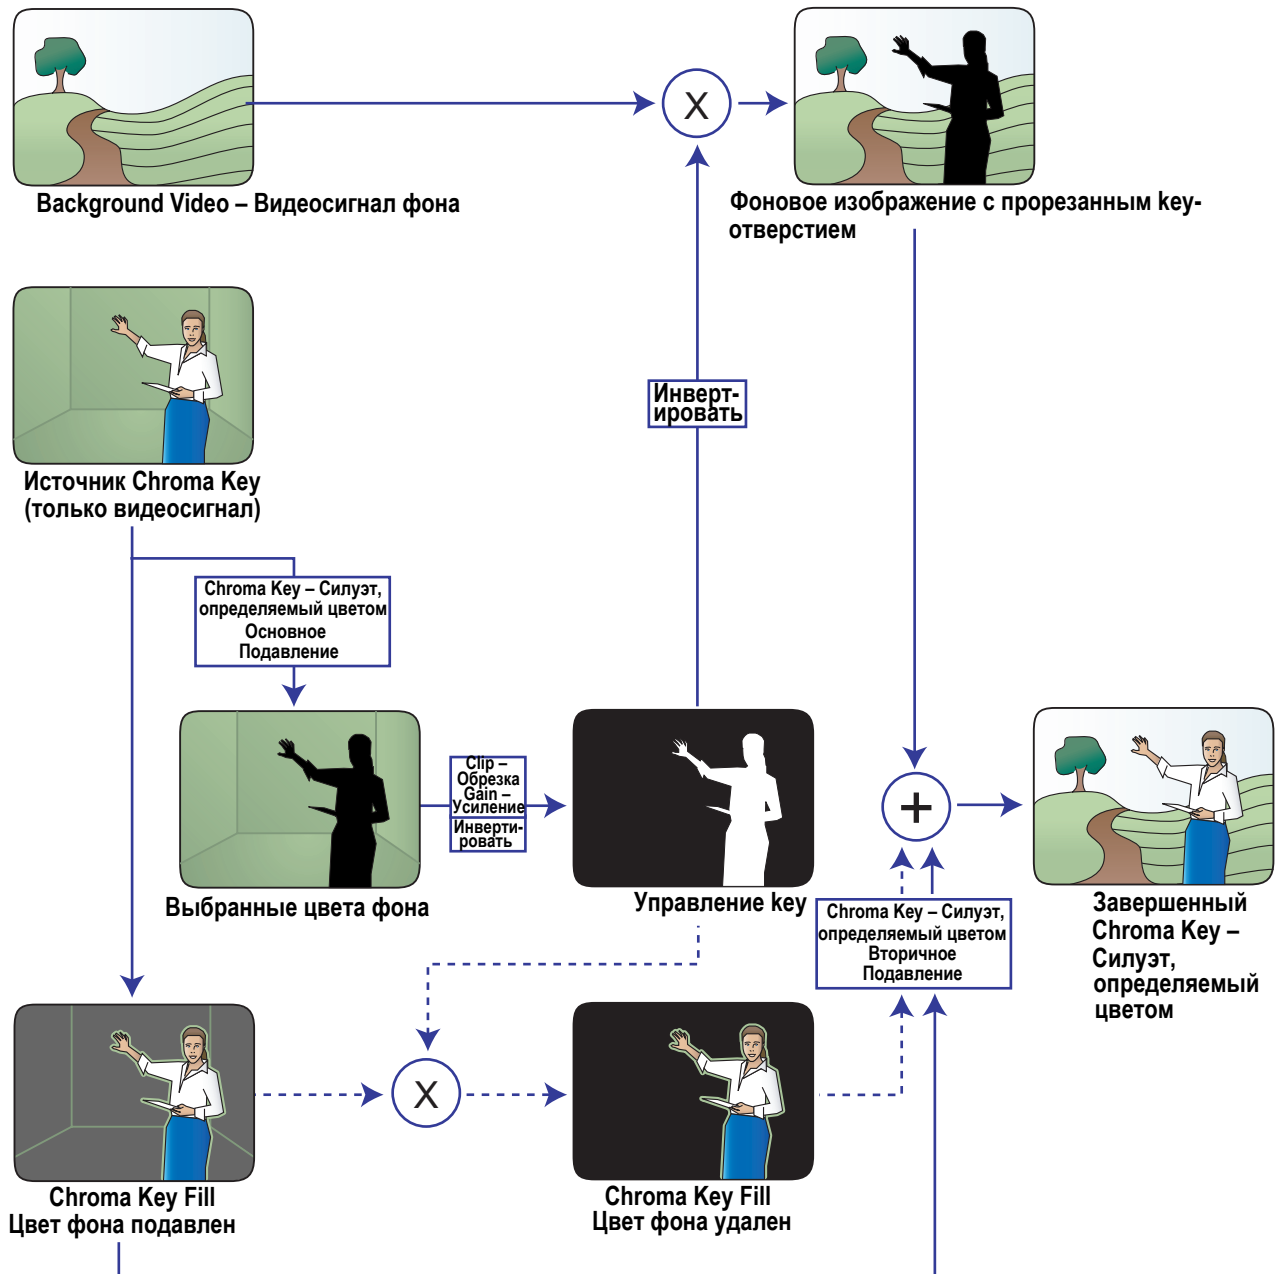 X
Background Video – Видеосигнал фона
Фоновое изображение с прорезанным key-
отверстием
Инверт-
ировать
Источник Chroma Key
(только видеосигнал)
Chroma Key – Силуэт,
определяемый цветом
Основное
Подавление
Clip –
Обрезка
Gain –
Усиление
Инверти-
ровать
+
Выбранные цвета фона
Управление key
Chroma Key – Силуэт,
определяемый цветом
Вторичное
Подавление
Завершенный
Chroma Key –
Силуэт,
определяемый
цветом
X
Chroma Key Fill
Цвет фона подавлен
Chroma Key Fill
Цвет фона удален